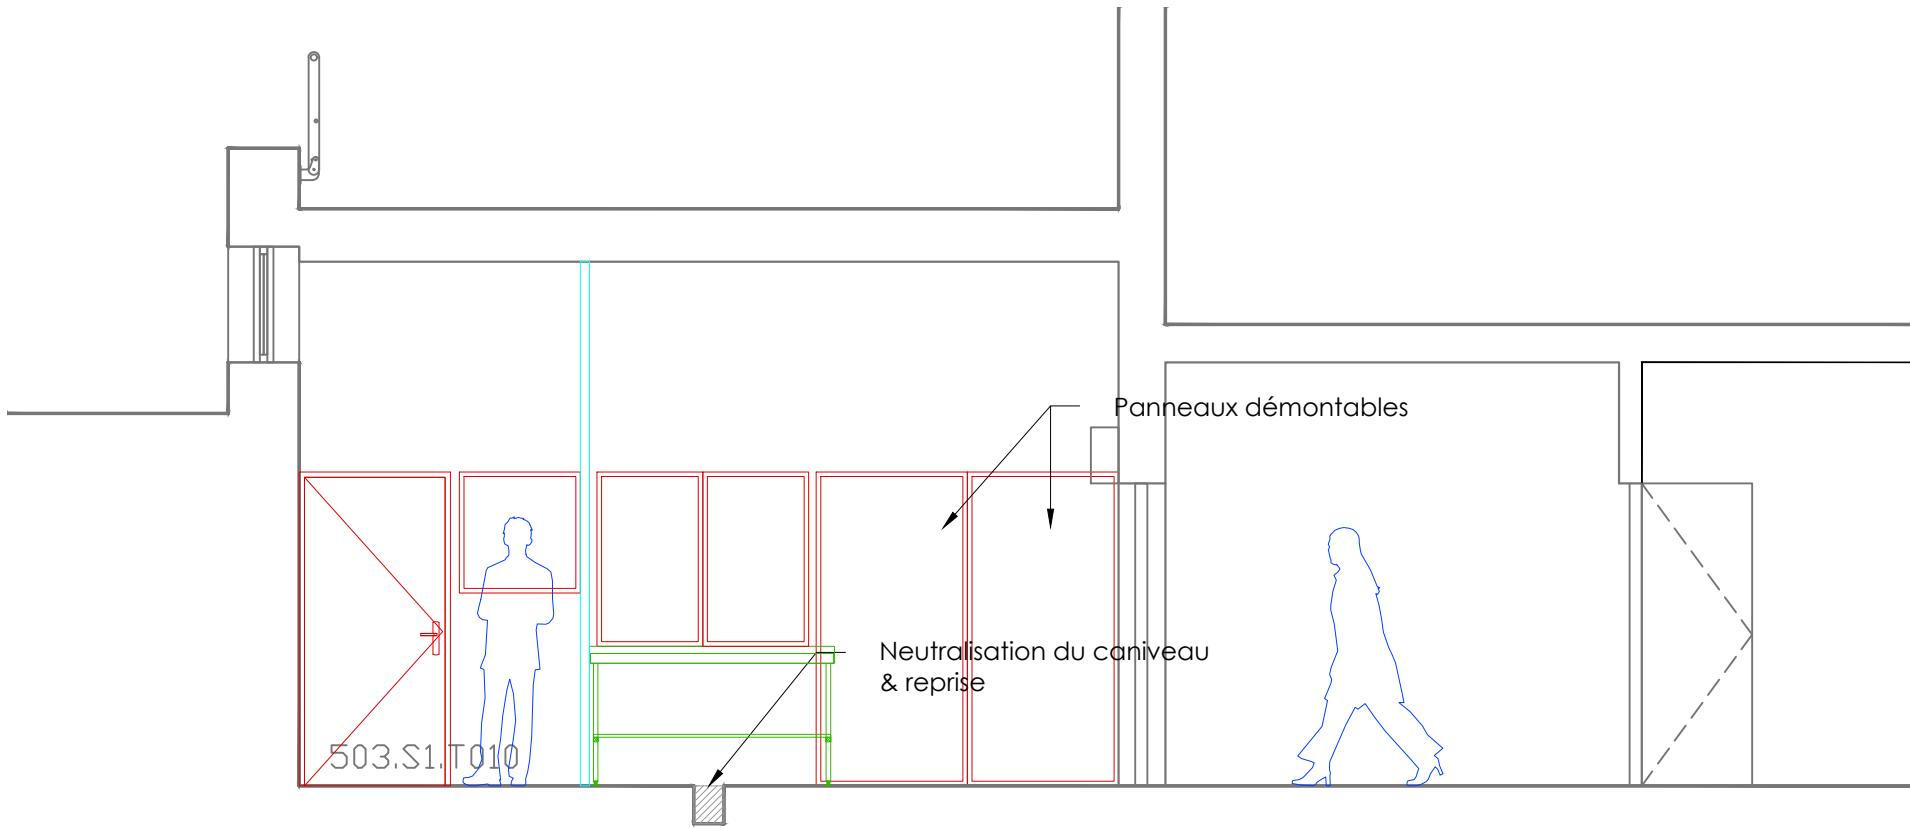 Panneaux démontables
Neutralisation du caniveau
& reprise
503.S1.T010